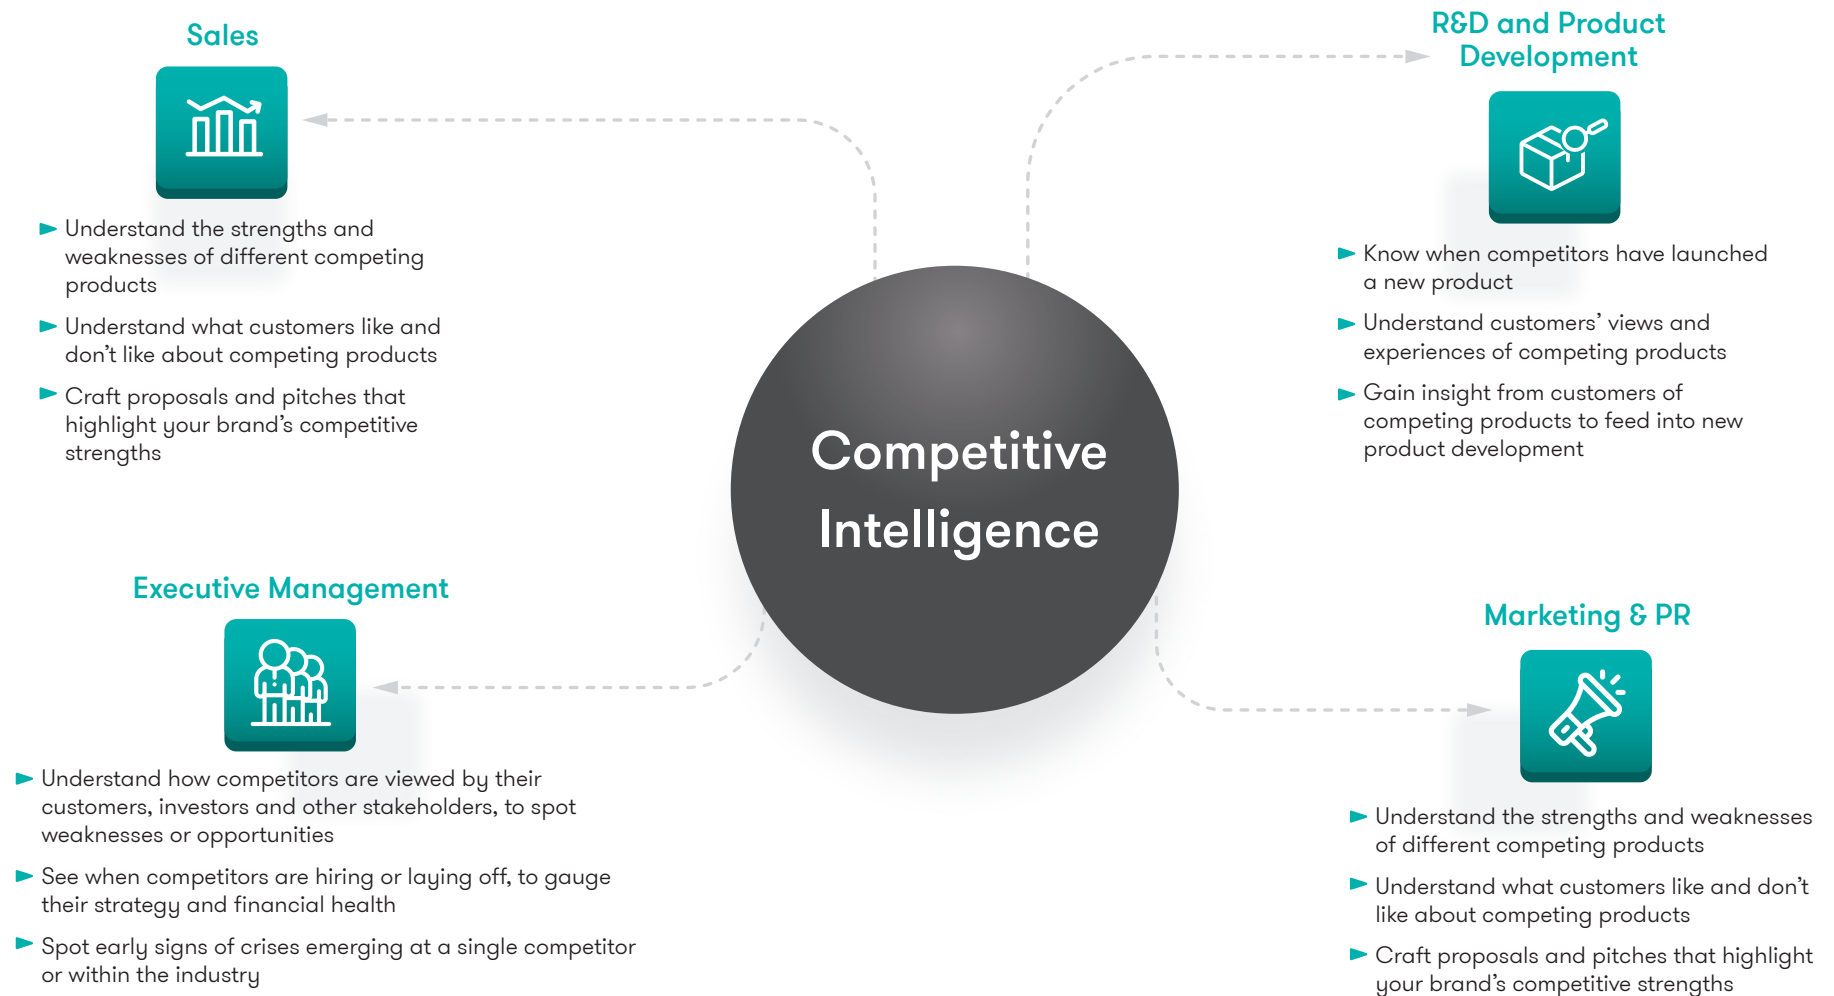 Sales
Understand the strengths and
weaknesses of different competing
products
Understand what customers like and
don’t like about competing products
Craft proposals and pitches that
highlight your brand’s competitive
strengths
R&D and Product
Development
Know when competitors have launched
a new product
Understand customers’ views and
experiences of competing products
Gain insight from customers of
competing products to feed into new
product development
Competitive
Intelligence
Executive Management
Understand how competitors are viewed by their
customers, investors and other stakeholders, to spot
weaknesses or opportunities
See when competitors are hiring or laying off, to gauge
their strategy and financial health
Spot early signs of crises emerging at a single competitor
or within the industry
Marketing & PR
Understand the strengths and weaknesses
of different competing products
Understand what customers like and don’t
like about competing products
Craft proposals and pitches that highlight
your brand’s competitive strengths